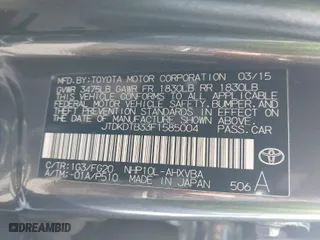 MFD.BY: TOYOTA MOTOR CORPORATION 03/15
GVWR 3475LB GAWR FR 1830LB RR 1830LB
THIS VEHICLE CONFORMS TO ALL APPLICABLE
FEDERAL MOTOR VEHICLE SAFETY, BUMPER, AND
THEFT PREVENTION STANDARDS IN EFFECT ON
THE DATE OF MANUFACTURE SHOWN ABOVE.
JTDKDTB33F1585004 PASS.CAR
C/TR: 1G3/FG20 NHP10L-AHXVBA
A/TM: -01A/P510 MADE IN JAPAN 506 A
TOYOTA